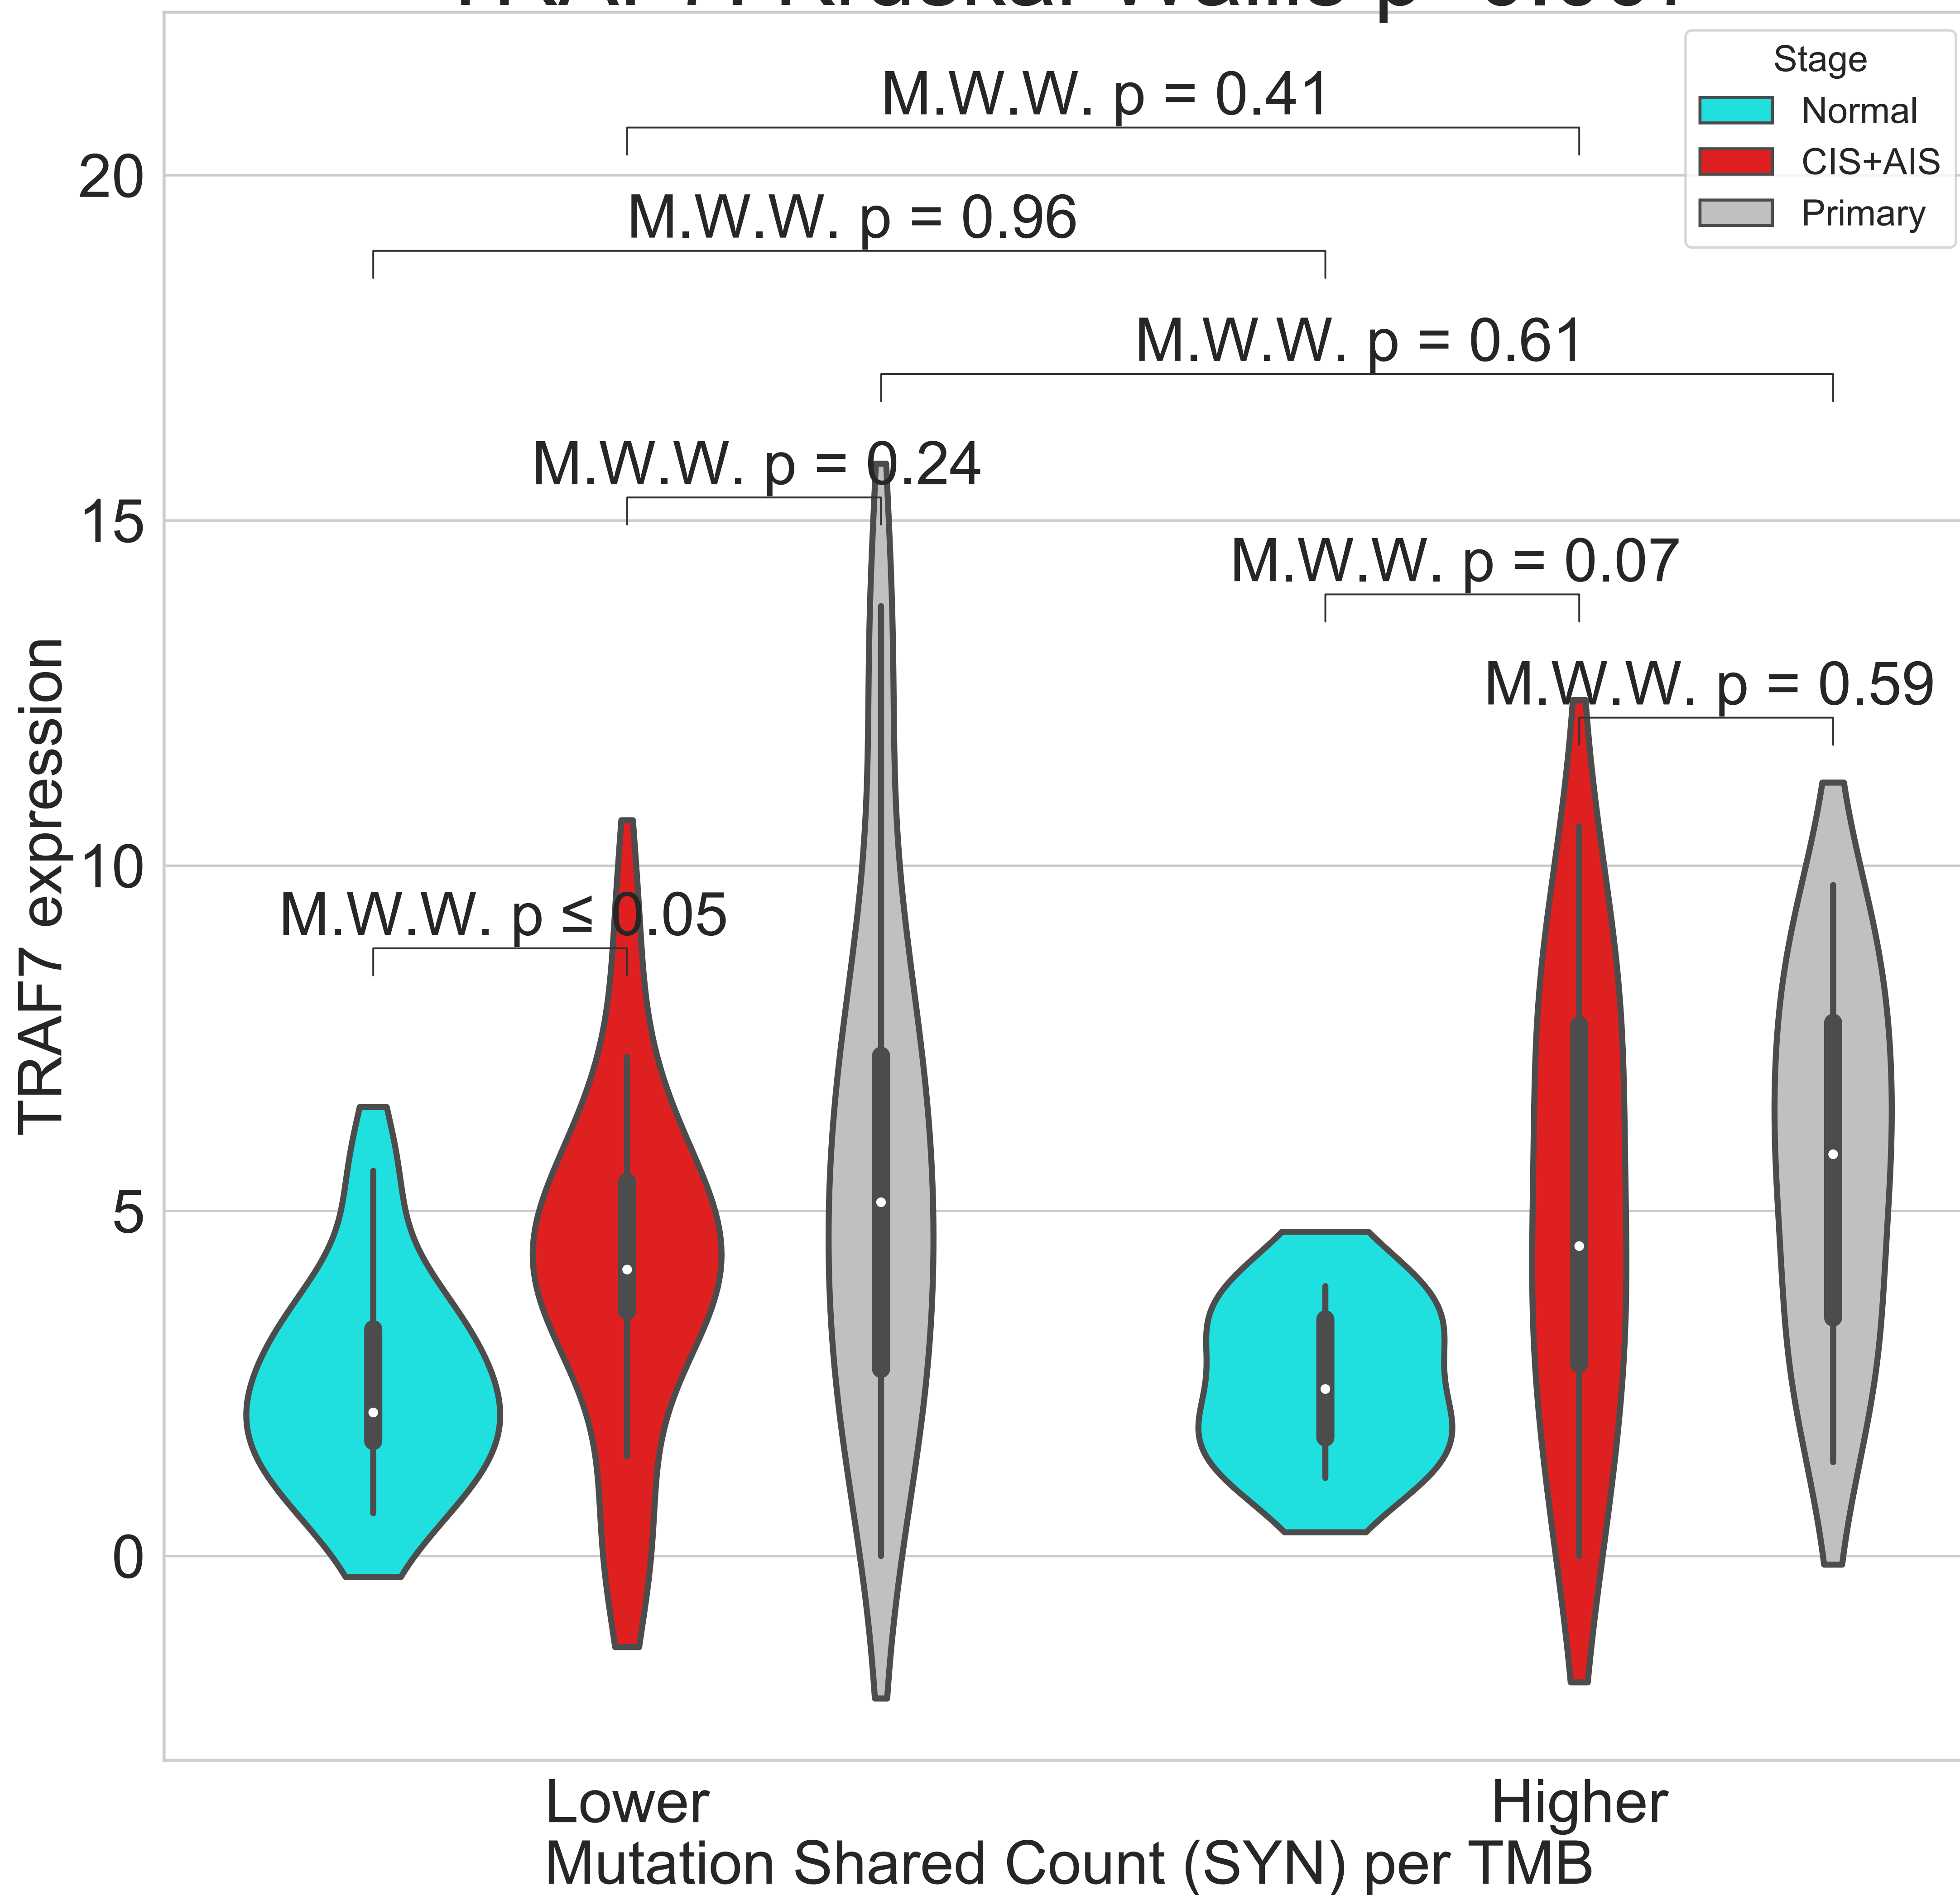 Stage
Normal
CIS+AIS
Primary
M.W.W. p = 0.41
M.W.W. p = 0.96
M.W.W. p = 0.61
M.W.W. p = 0.24
M.W.W. p = 0.07
M.W.W. p = 0.59
M.W.W. p ≤ 0.05
20
15
10
5
0
TRAF7 expression
Lower
Higher
Mutation Shared Count (SYN) per TMB